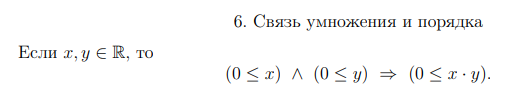 6. Связь умножения и порядка
Если x, y ∈ ℝ, то
(0 ≤ x) ∧ (0 ≤ y) ⇒ (0 ≤ x · y).